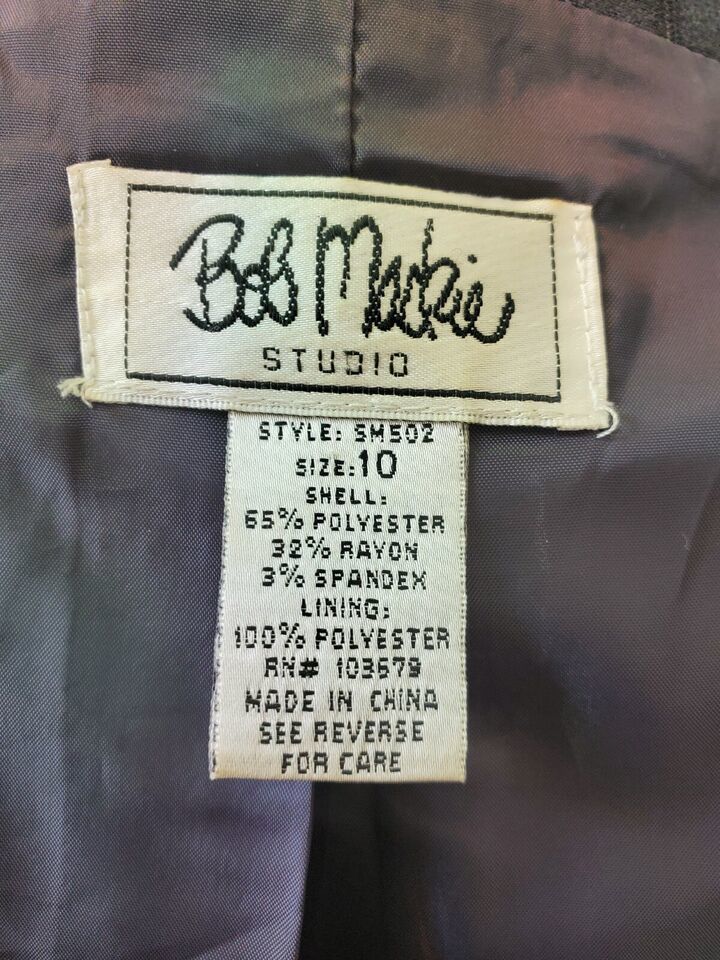 Bob Mackie
STUDIO
STYLE: SM502
SIZE: 10
SHELL:
65% POLYESTER
32% RAYON
3% SPANDEX
LINING:
100% POLYESTER
RN# 103679
MADE IN CHINA
SEE REVERSE
FOR CARE